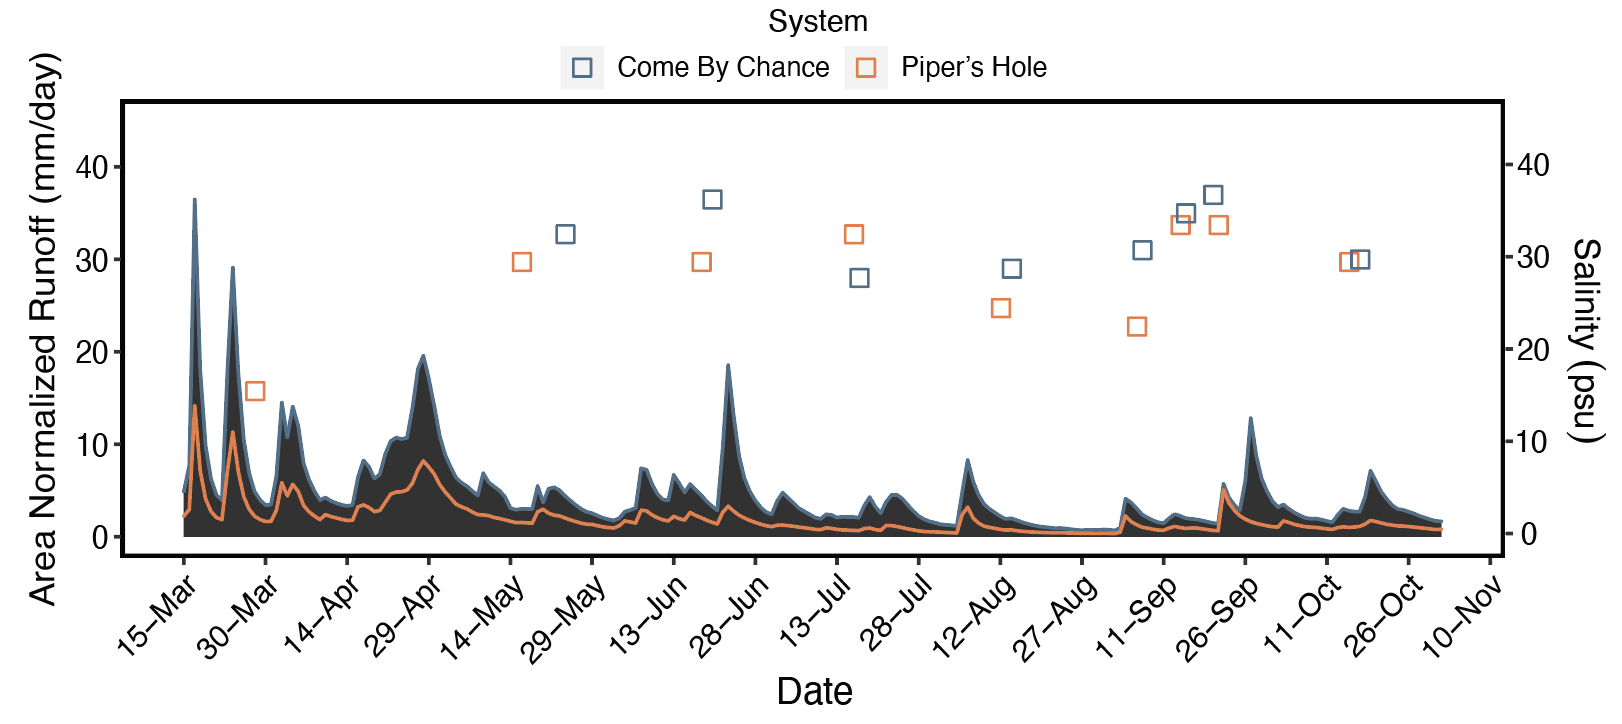 System
Come By Chance
Piper’s Hole
Area Normalized Runoff (mm/day)
40
30
20
10
0
40
30
20
10
0
Salinity (psu)
15–Mar
30–Mar
14–Apr
29–Apr
14–May
29–May
13–Jun
28–Jun
13–Jul
28–Jul
12–Aug
27–Aug
11–Sep
26–Sep
11–Oct
26–Oct
10–Nov
Date